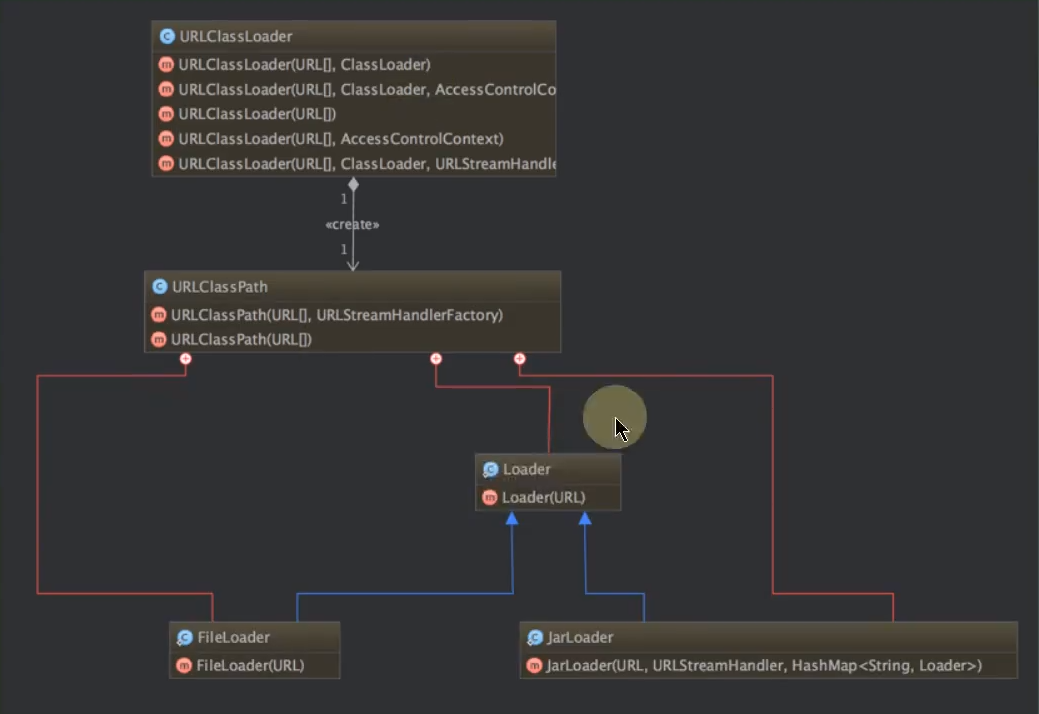 URLClassLoader
URLClassLoader(URL[], ClassLoader)
URLClassLoader(URL[], ClassLoader, AccessControlCo
URLClassLoader(URL[])
URLClassLoader(URL[], AccessControlContext)
URLClassLoader(URL[], ClassLoader, URLStreamHandle
1
«create»
1
URLClassPath
URLClassPath(URL[], URLStreamHandlerFactory)
URLClassPath(URL[])
Loader
Loader(URL)
FileLoader
FileLoader(URL)
JarLoader
JarLoader(URL, URLStreamHandler, HashMap<String, Loader>)